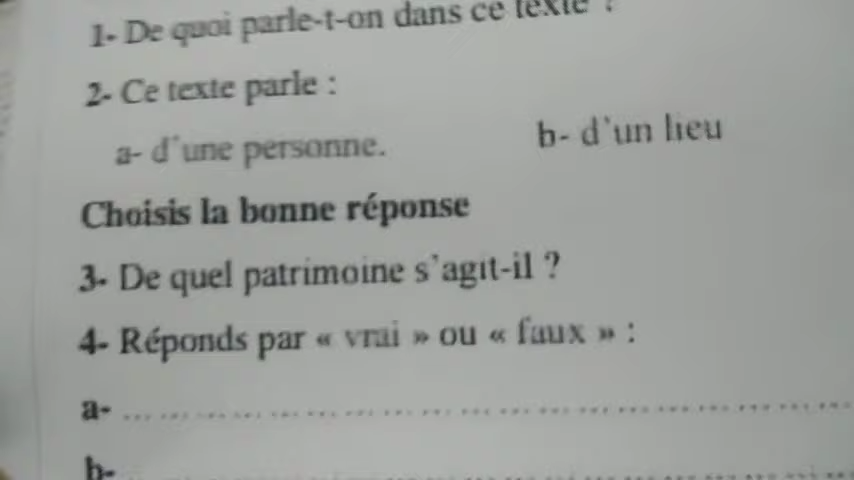 1- De quoi parle-t-on dans ce texte ?
2- Ce texte parle :
a- d'une personne. b- d'un lieu
Choisis la bonne réponse
3- De quel patrimoine s'agit-il ?
4- Réponds par « vrai » ou « faux » :
a- ........................................................
b- ........................................................